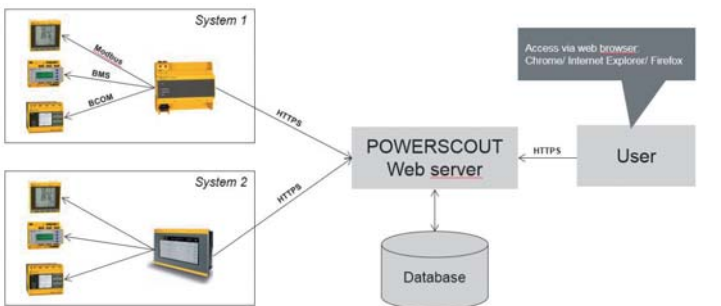 System 1
Modbus
BMS
BCOM
HTTPS
System 2
HTTPS
POWERSCOUT
Web server
Database
HTTPS
Access via web browser:
Chrome/ Internet Explorer/ Firefox
User